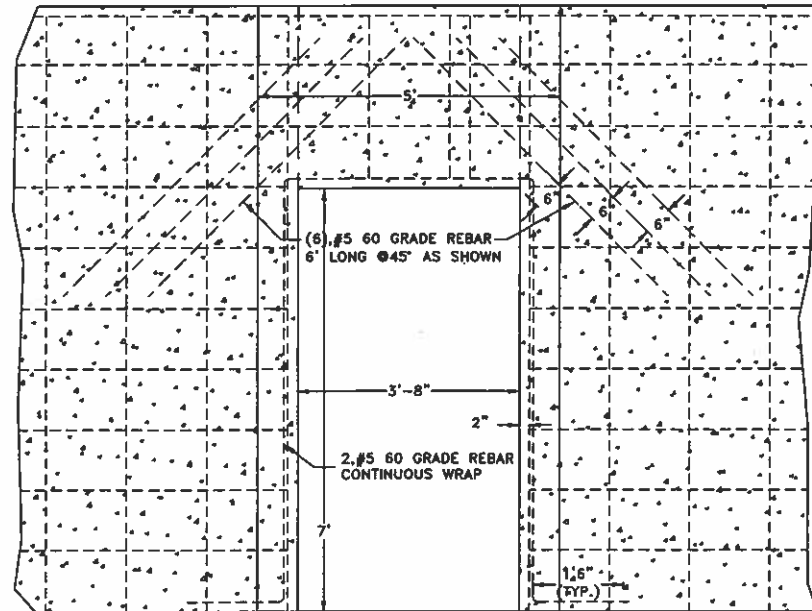 5'
6"
6"
6"
(6),#5 60 GRADE REBAR
6' LONG @45° AS SHOWN
3'-8"
2"
2,#5 60 GRADE REBAR
CONTINUOUS WRAP
7'
1'6"
(TYP.)